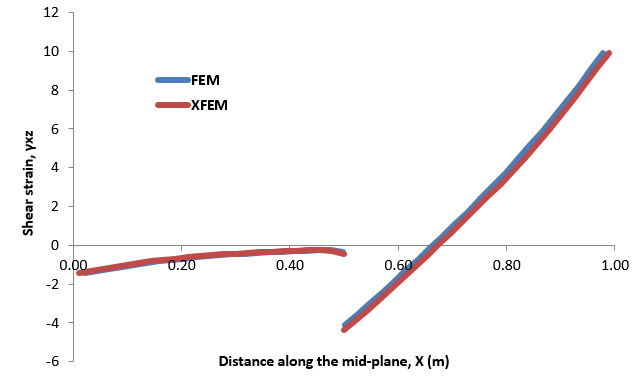 12
10
8
6
4
2
0
-2
-4
-6
Shear strain, γxz
FEM
XFEM
0.00 0.20 0.40 0.60 0.80 1.00
Distance along the mid-plane, X (m)